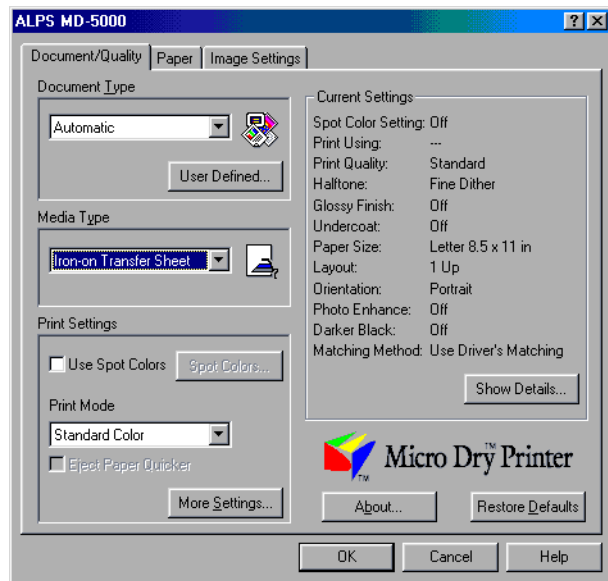 ALPS MD-5000
Document/Quality Paper Image Settings
Document Type
Automatic
User Defined...
Media Type
Iron-on Transfer Sheet
Print Settings
Use Spot Colors Spot Colors...
Print Mode
Standard Color
Eject Paper Quicker
More Settings...
Current Settings
Spot Color Setting: Off
Print Using: ---
Print Quality: Standard
Halftone: Fine Dither
Glossy Finish: Off
Undercoat: Off
Paper Size: Letter 8.5 x 11 in
Layout: 1 Up
Orientation: Portrait
Photo Enhance: Off
Darker Black: Off
Matching Method: Use Driver's Matching
Show Details...
Micro Dry™ Printer
TM
About... Restore Defaults
OK Cancel Help